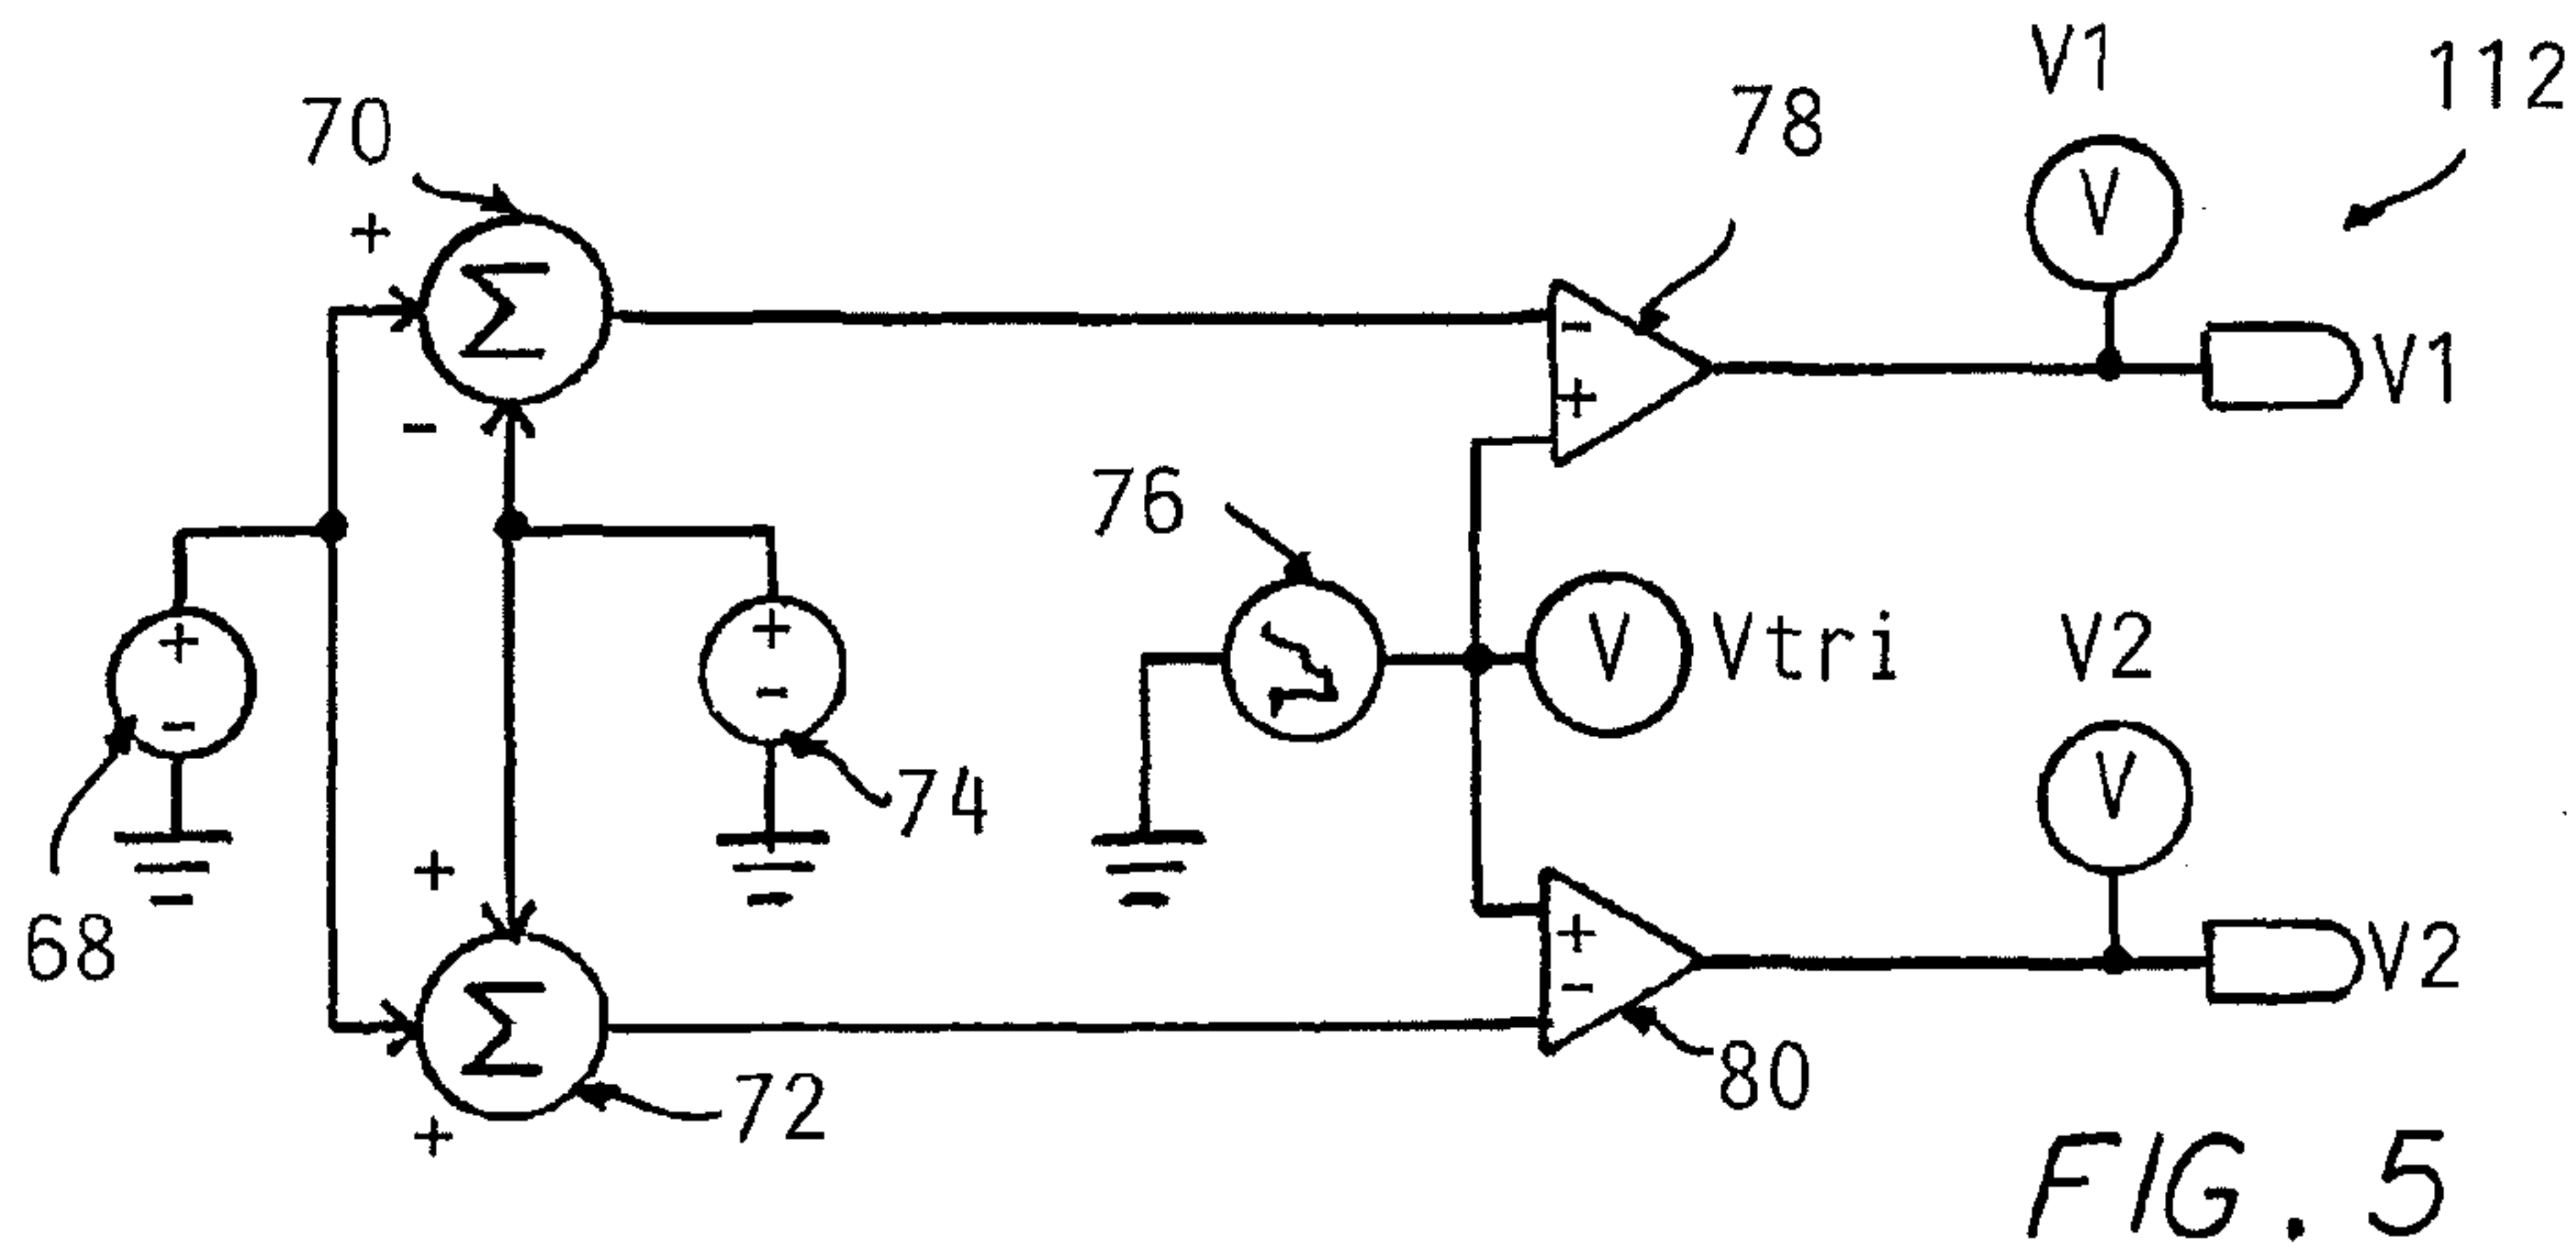 V1
112
70
78
+
Σ
-
+
V
V1
-
76
+
-
+
-
V
Vtri
V2
74
68
+
+
-
V
V2
Σ
72
+
80
FIG. 5